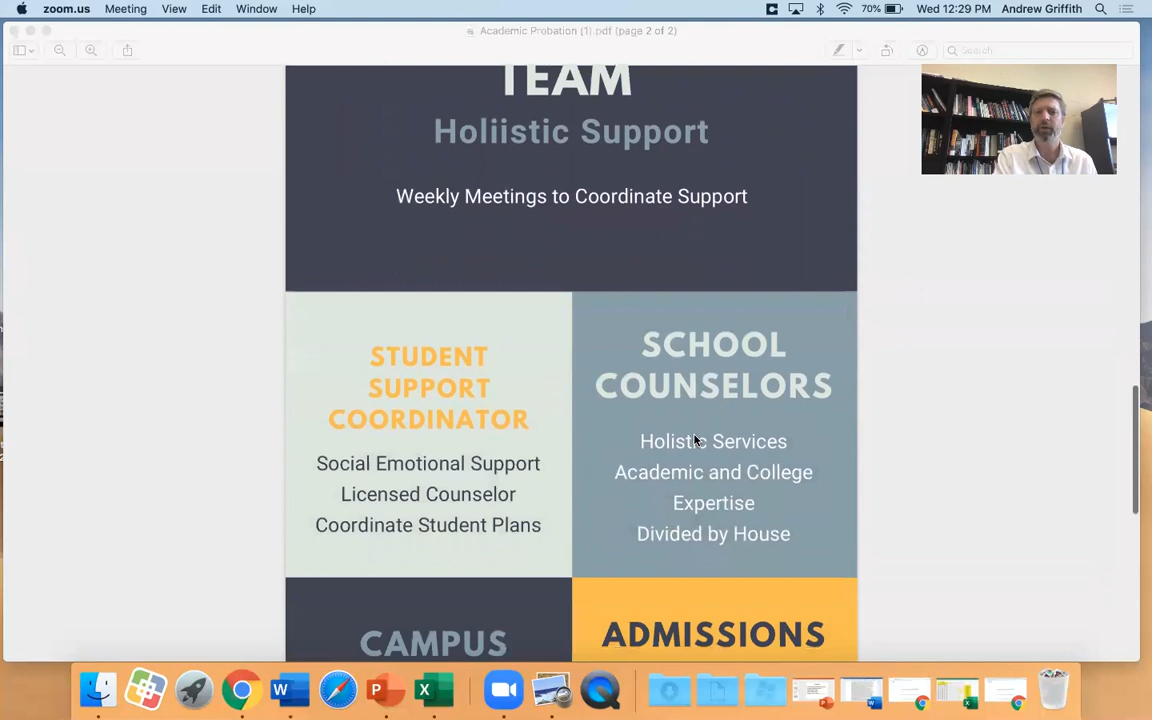 zoom.us Meeting View Edit Window Help 70% Wed 12:29 PM Andrew Griffith
Academic Probation (1).pdf (page 2 of 2)
Search
TEAM
Holiistic Support
Weekly Meetings to Coordinate Support
STUDENT
SUPPORT
COORDINATOR
Social Emotional Support
Licensed Counselor
Coordinate Student Plans
SCHOOL
COUNSELORS
Holistic Services
Academic and College
Expertise
Divided by House
CAMPUS
ADMISSIONS